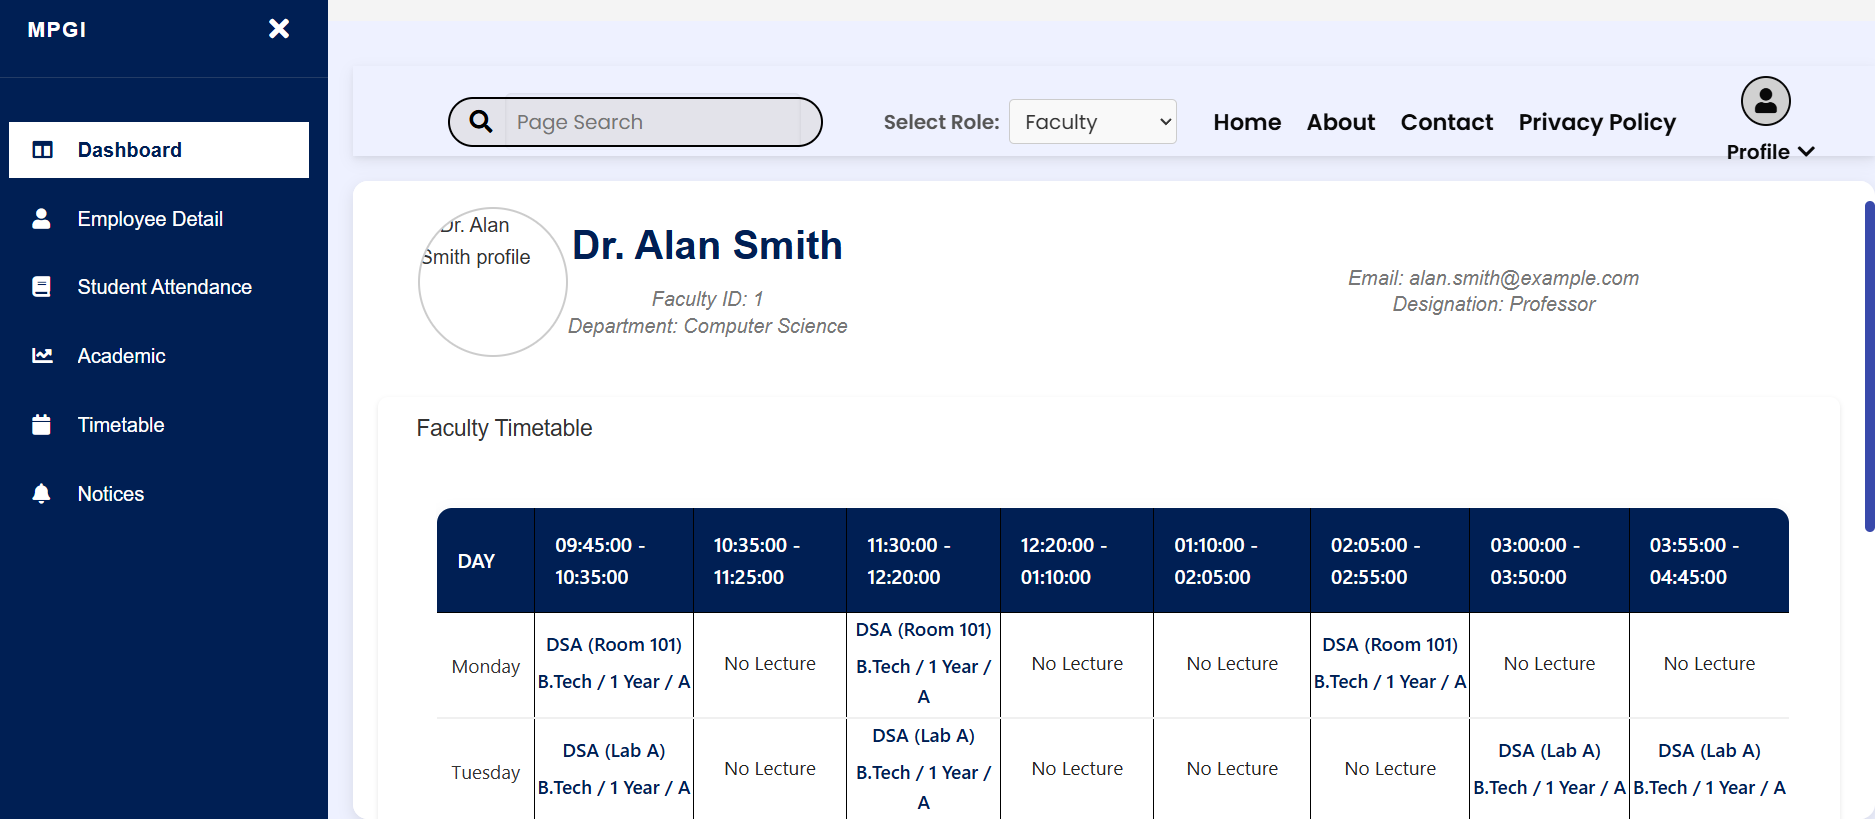 MPGI
Dashboard
Employee Detail
Student Attendance
Academic
Timetable
Notices
Page Search
Select Role:
Faculty
Home
About
Contact
Privacy Policy
Profile
Dr. Alan
Smith profile
Dr. Alan Smith
Faculty ID: 1
Department: Computer Science
Email: alan.smith@example.com
Designation: Professor
Faculty Timetable
DAY
09:45:00 -
10:35:00
10:35:00 -
11:25:00
11:30:00 -
12:20:00
12:20:00 -
01:10:00
01:10:00 -
02:05:00
02:05:00 -
02:55:00
03:00:00 -
03:50:00
03:55:00 -
04:45:00
Monday
DSA (Room 101)
B.Tech / 1 Year / A
No Lecture
DSA (Room 101)
B.Tech / 1 Year /
A
No Lecture
No Lecture
DSA (Room 101)
B.Tech / 1 Year / A
No Lecture
No Lecture
Tuesday
DSA (Lab A)
B.Tech / 1 Year / A
No Lecture
DSA (Lab A)
B.Tech / 1 Year /
A
No Lecture
No Lecture
No Lecture
DSA (Lab A)
B.Tech / 1 Year / A
DSA (Lab A)
B.Tech / 1 Year / A